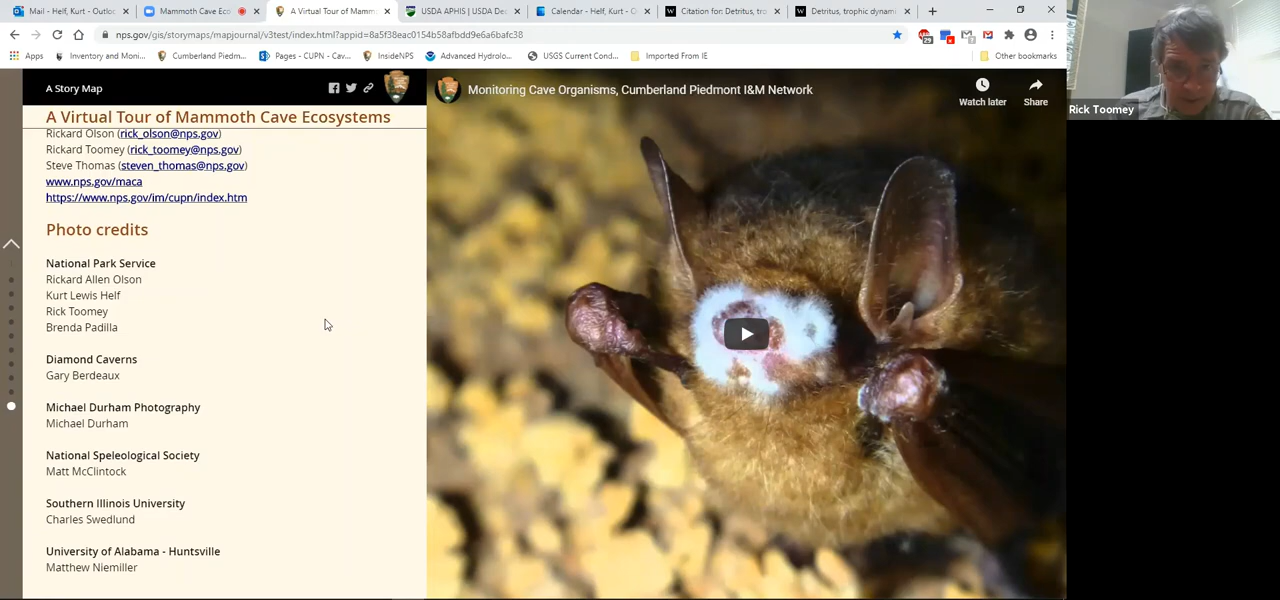 Mail - Helf, Kurt - Outloo
Mammoth Cave Eco
A Virtual Tour of Mamm
USDA APHIS | USDA De
Calendar - Helf, Kurt - O
Citation for: Detritus, tro
Detritus, trophic dynami
nps.gov/gis/storymaps/mapjournal/v3test/index.html?appid=8a5f38eac0154b58afbdd9e6a6bafc38
Apps
Inventory and Moni...
Cumberland Piedm...
Pages - CUPN - Cav...
InsideNPS
Advanced Hydrolo...
USGS Current Cond...
Imported From IE
Other bookmarks
A Story Map
A Virtual Tour of Mammoth Cave Ecosystems
Rickard Olson (rick_olson@nps.gov)
Rickard Toomey (rick_toomey@nps.gov)
Steve Thomas (steven_thomas@nps.gov)
www.nps.gov/maca
https://www.nps.gov/im/cupn/index.htm
Photo credits
National Park Service
Rickard Allen Olson
Kurt Lewis Helf
Rick Toomey
Brenda Padilla
Diamond Caverns
Gary Berdeaux
Michael Durham Photography
Michael Durham
National Speleological Society
Matt McClintock
Southern Illinois University
Charles Swedlund
University of Alabama - Huntsville
Matthew Niemiller
Monitoring Cave Organisms, Cumberland Piedmont I&M Network
Watch later
Share
Rick Toomey